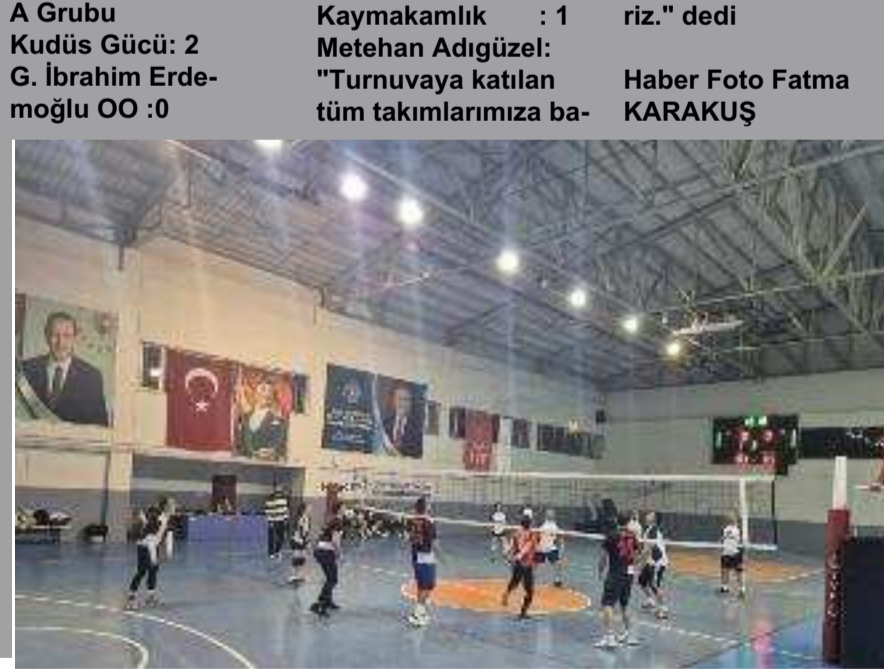 A Grubu
Kudüs Gücü: 2
G. İbrahim Erde-
moğlu OO :0
Kaymakamlık : 1
Metehan Adıgüzel:
"Turnuvaya katılan
tüm takımlarımıza ba-
riz." dedi
Haber Foto Fatma
KARAKUŞ